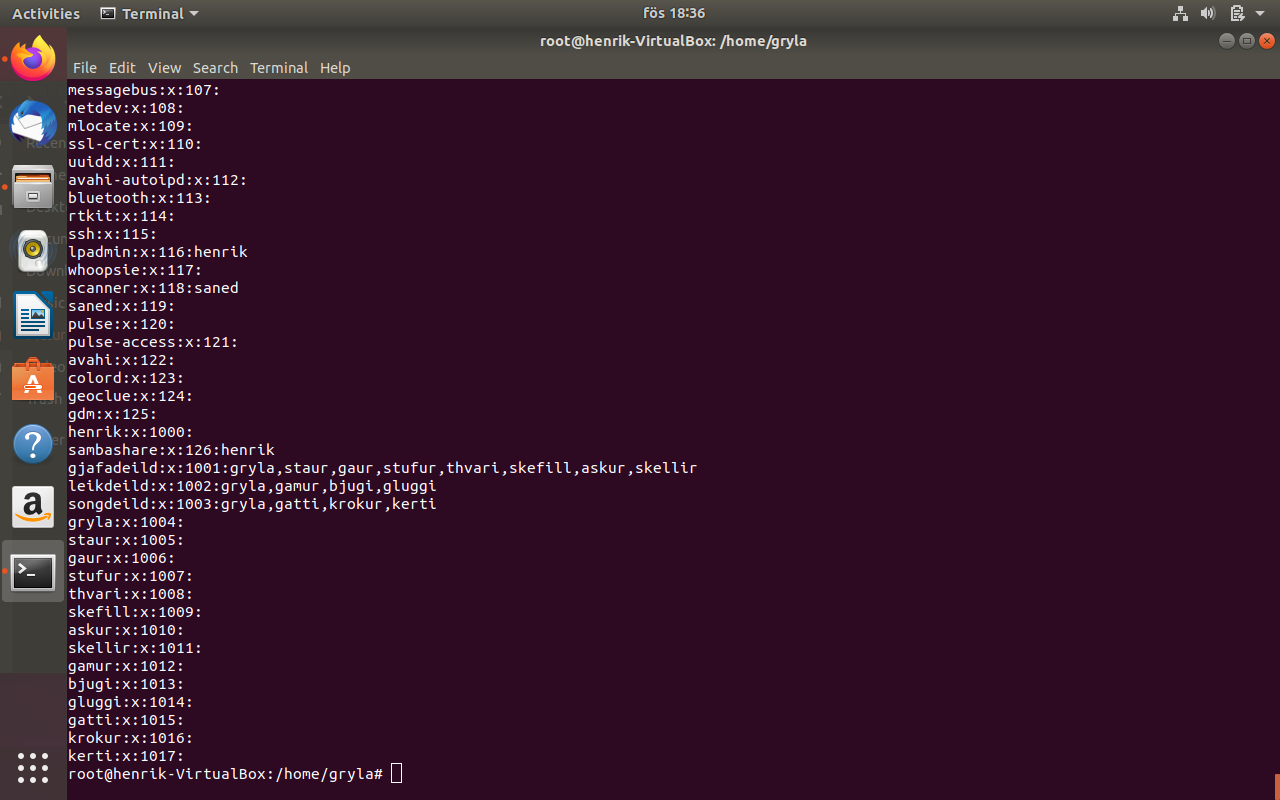 Activities Terminal fös 18:36
root@henrik-VirtualBox: /home/gryla
File Edit View Search Terminal Help
messagebus:x:107:
netdev:x:108:
mlocate:x:109:
ssl-cert:x:110:
uuidd:x:111:
avahi-autoipd:x:112:
bluetooth:x:113:
rtkit:x:114:
ssh:x:115:
lpadmin:x:116:henrik
whoopsie:x:117:
scanner:x:118:saned
saned:x:119:
pulse:x:120:
pulse-access:x:121:
avahi:x:122:
colord:x:123:
geoclue:x:124:
gdm:x:125:
henrik:x:1000:
sambashare:x:126:henrik
gjafadeild:x:1001:gryla,staur,gaur,stufur,thvari,skefill,askur,skellir
leikdeild:x:1002:gryla,gamur,bjugi,gluggi
songdeild:x:1003:gryla,gatti,krokur,kerti
gryla:x:1004:
staur:x:1005:
gaur:x:1006:
stufur:x:1007:
thvari:x:1008:
skefill:x:1009:
askur:x:1010:
skellir:x:1011:
gamur:x:1012:
bjugi:x:1013:
gluggi:x:1014:
gatti:x:1015:
krokur:x:1016:
kerti:x:1017:
root@henrik-VirtualBox:/home/gryla#